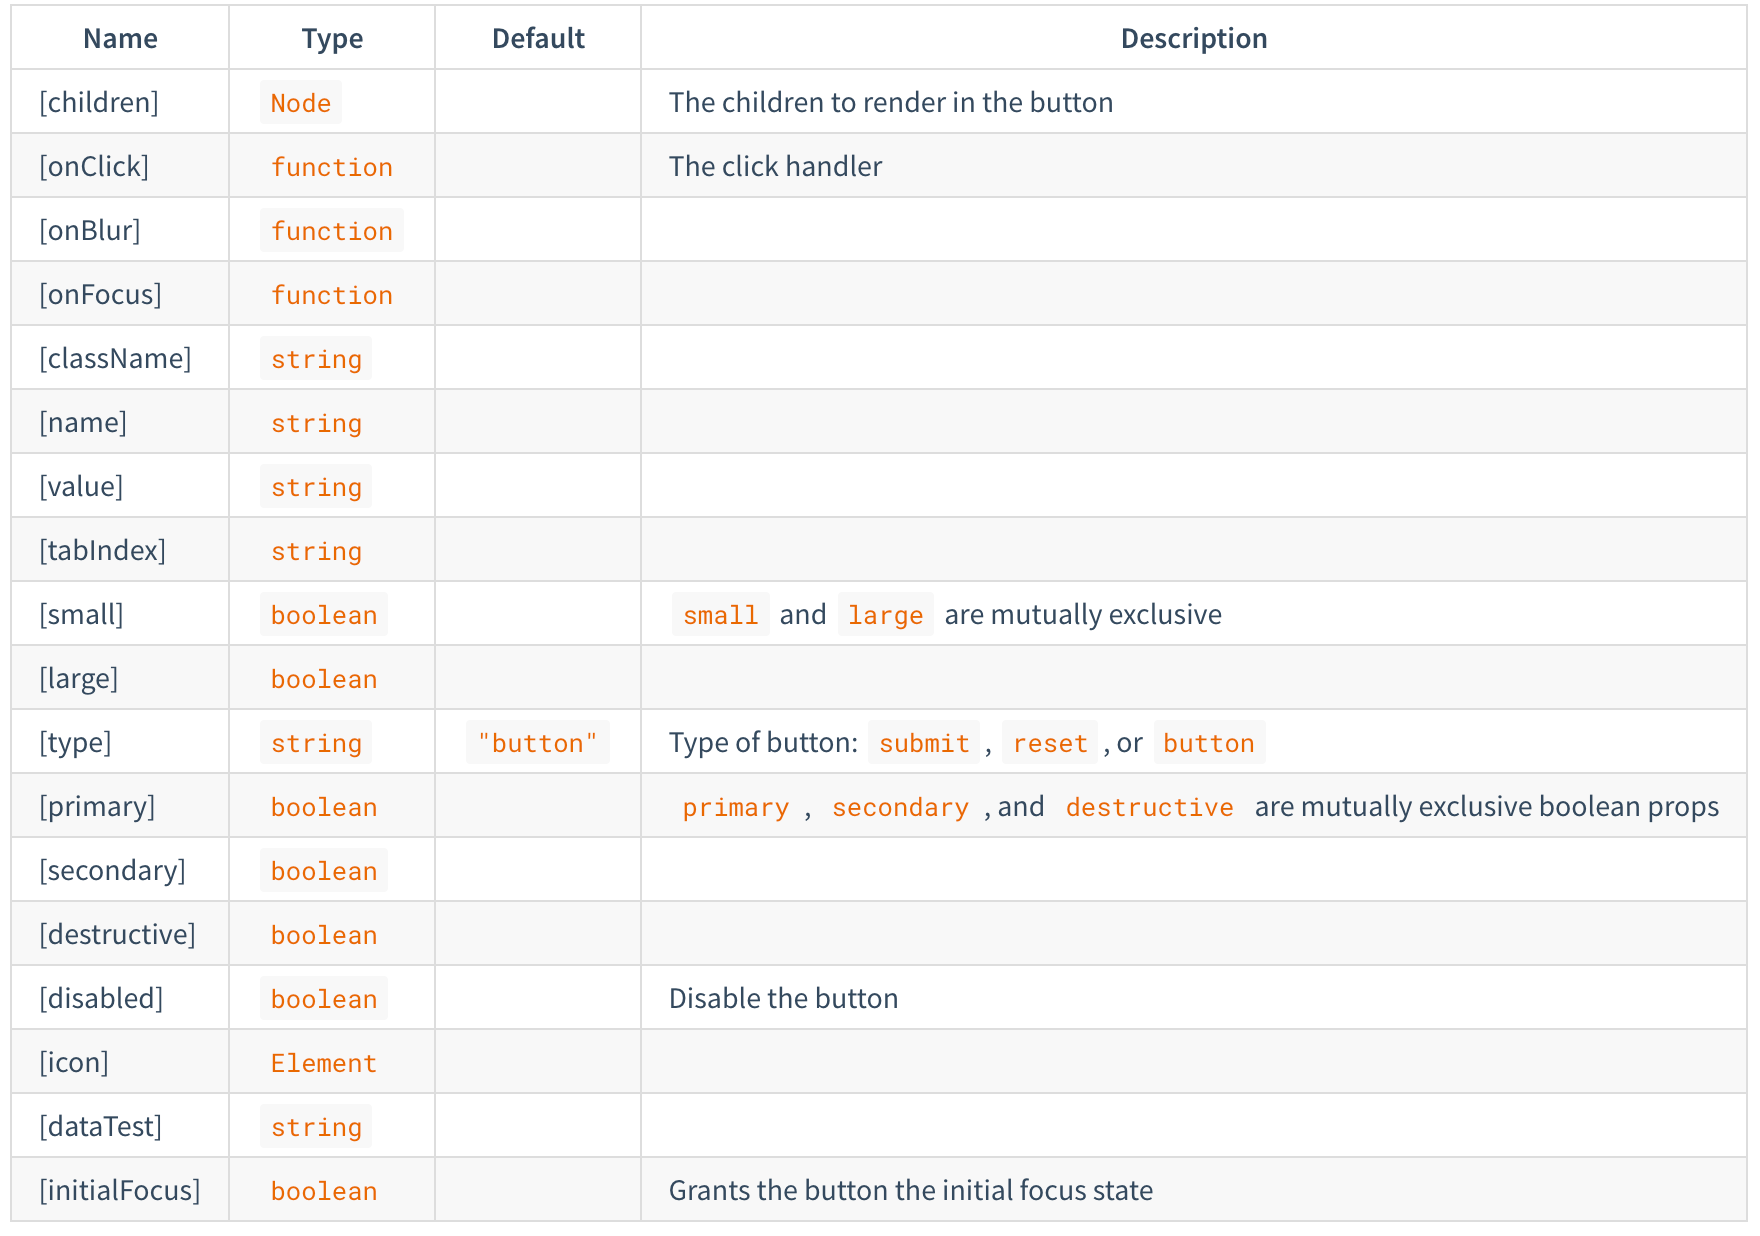 Name Type Default Description
[children] Node The children to render in the button
[onClick] function The click handler
[onBlur] function
[onFocus] function
[className] string
[name] string
[value] string
[tabIndex] string
[small] boolean small and large are mutually exclusive
[large] boolean
[type] string "button" Type of button: submit , reset , or button
[primary] boolean primary , secondary , and destructive are mutually exclusive boolean props
[secondary] boolean
[destructive] boolean
[disabled] boolean Disable the button
[icon] Element
[dataTest] string
[initialFocus] boolean Grants the button the initial focus state